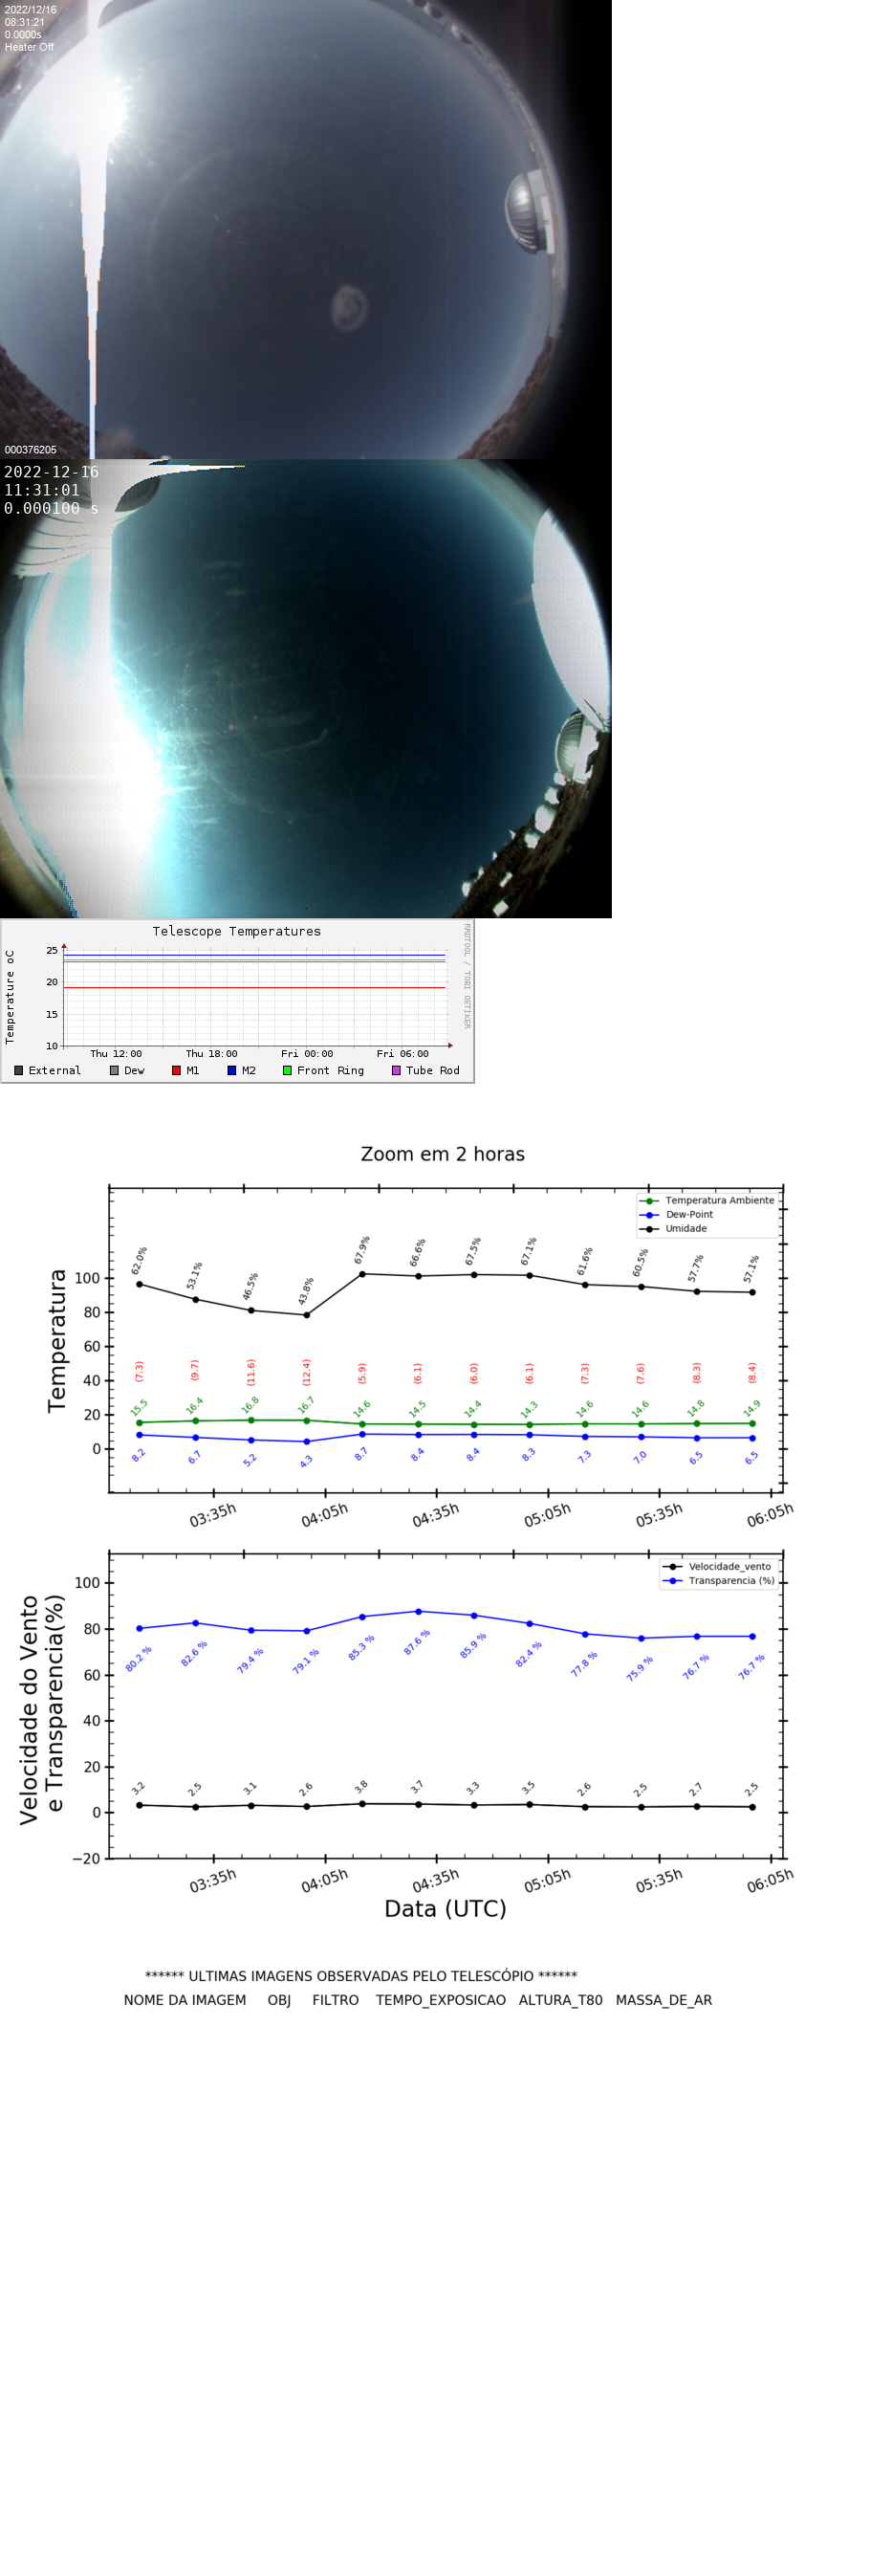 2022/12/16
08:31:21
0.0000s
Heater Off
000376205
2022-12-16
11:31:01
0.000100 s
Telescope Temperatures
RRDTOOL / TOBI OETIKER
Temperature oC
25
20
15
10
Thu 12:00 Thu 18:00 Fri 00:00 Fri 06:00
External Dew M1 M2 Front Ring Tube Rod
Zoom em 2 horas
Temperatura
Temperatura Ambiente
Dew-Point
Umidade
100
80
60
40
20
0
62.0% 53.1% 46.5% 43.8% 67.9% 66.6% 67.5% 67.1% 61.6% 60.5% 57.7% 57.1%
(7.3) (9.7) (11.6) (12.4) (5.9) (6.1) (6.0) (6.1) (7.3) (7.6) (8.3) (8.4)
15.5 16.4 16.8 16.7 14.6 14.5 14.4 14.3 14.6 14.6 14.8 14.9
8.2 6.7 5.2 4.3 8.7 8.4 8.4 8.3 7.3 7.0 6.5 6.5
03:35h 04:05h 04:35h 05:05h 05:35h 06:05h
Velocidade do Vento
e Transparencia(%)
Velocidade_vento
Transparencia (%)
100
80
60
40
20
0
−20
80.2 % 82.6 % 79.4 % 79.1 % 85.3 % 87.6 % 85.9 % 82.4 % 77.8 % 75.9 % 76.7 % 76.7 %
3.2 2.5 3.1 2.6 3.8 3.7 3.3 3.5 2.6 2.5 2.7 2.5
03:35h 04:05h 04:35h 05:05h 05:35h 06:05h
Data (UTC)
****** ULTIMAS IMAGENS OBSERVADAS PELO TELESCÓPIO ******
NOME DA IMAGEM OBJ FILTRO TEMPO_EXPOSICAO ALTURA_T80 MASSA_DE_AR